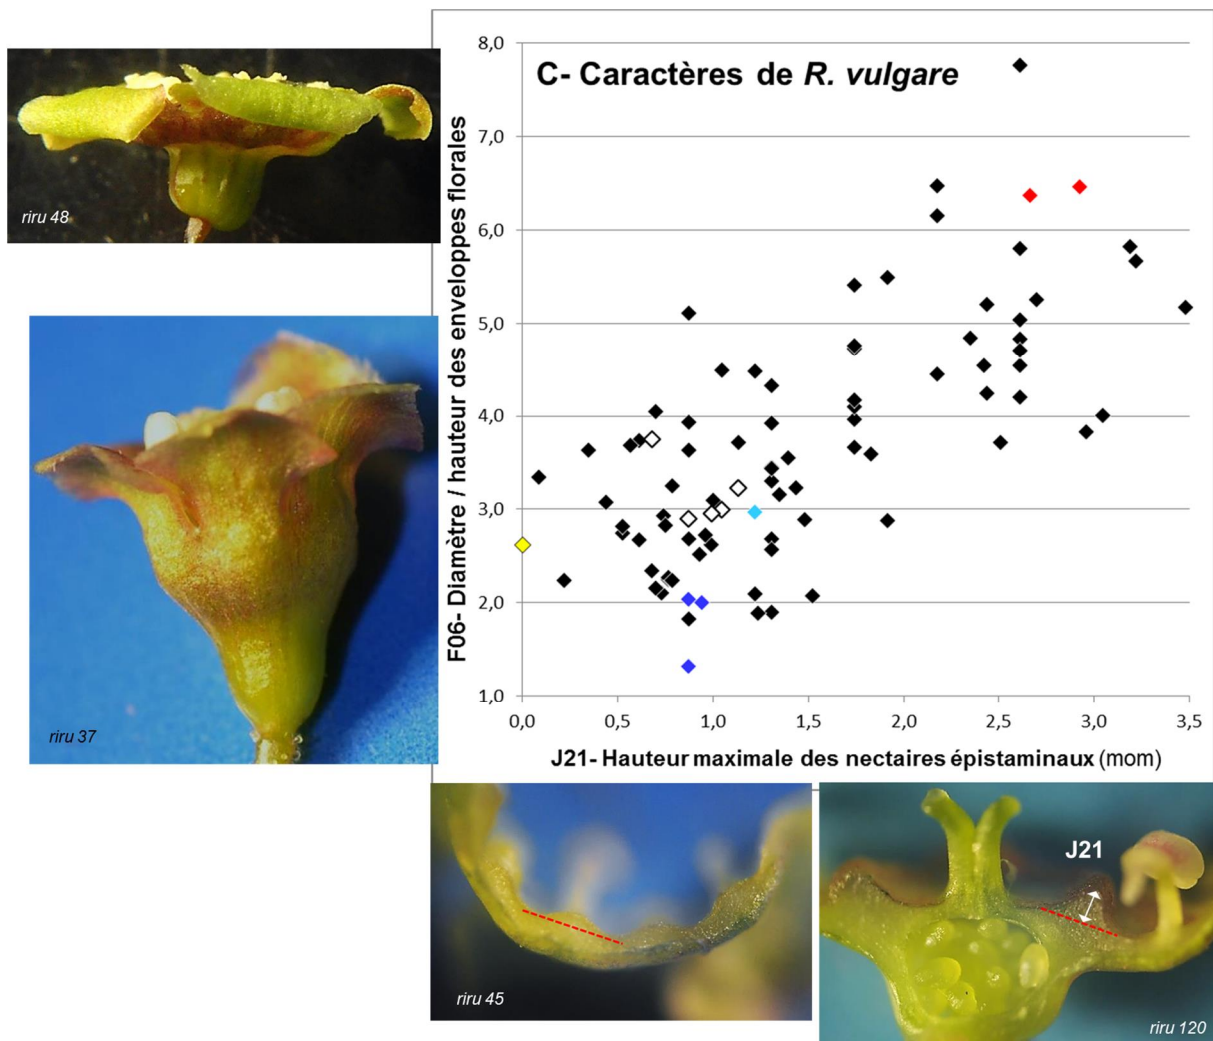 C- Caractères de R. vulgare
F06- Diamètre / hauteur des enveloppes florales
8,0
7,0
6,0
5,0
4,0
3,0
2,0
1,0
0,0 0,5 1,0 1,5 2,0 2,5 3,0 3,5
J21- Hauteur maximale des nectaires épistaminaux (mom)
riru 48
riru 37
riru 45
J21
riru 120